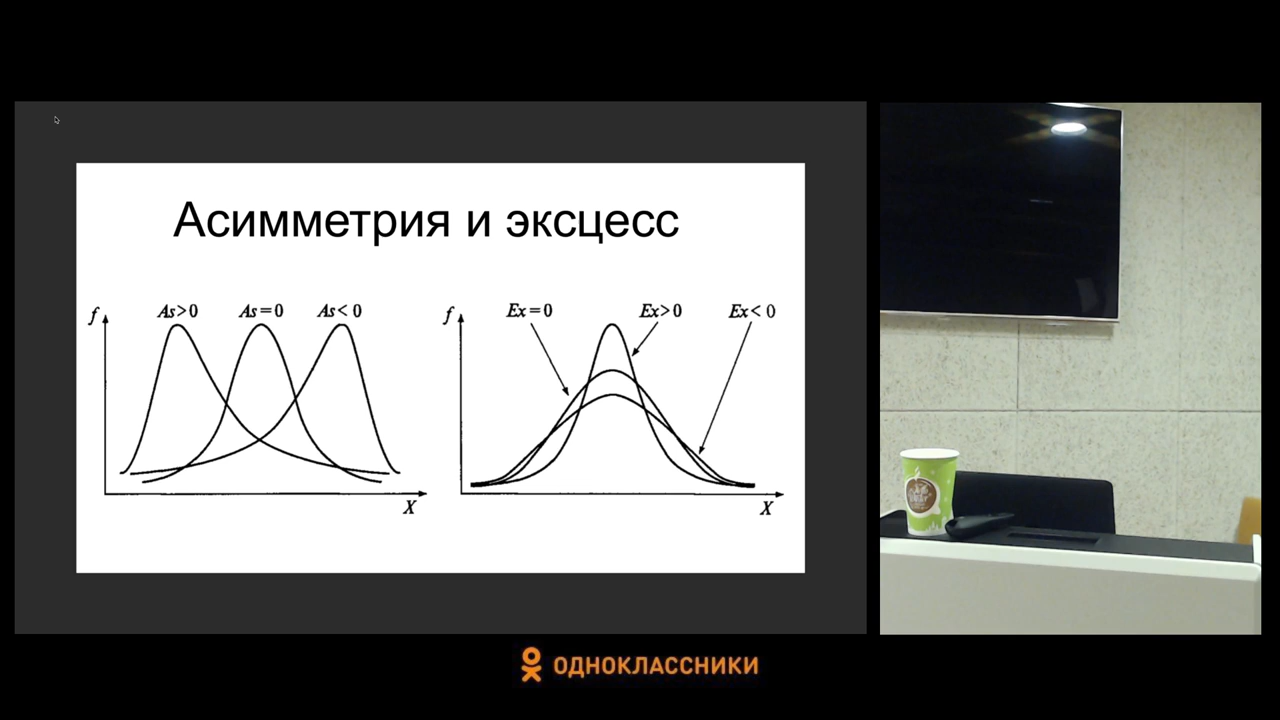 Асимметрия и эксцесс
f
As>0
As=0
As<0
X
f
Ex=0
Ex>0
Ex<0
X
ОДНОКЛАССНИКИ